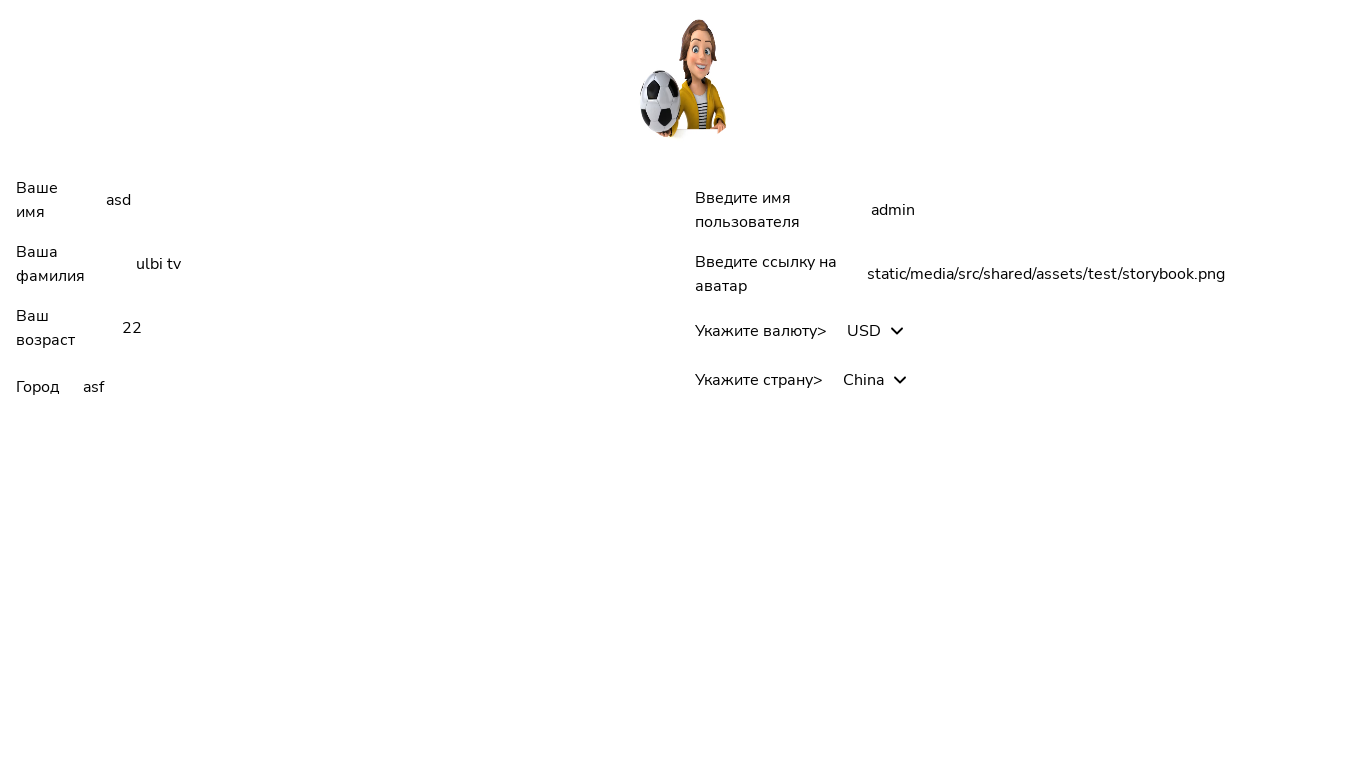 Ваше
имя
asd
Ваша
фамилия
ulbi tv
Ваш
возраст
22
Город
asf
Введите имя
пользователя
admin
Введите ссылку на
аватар
static/media/src/shared/assets/test/storybook.png
Укажите валюту>
USD
Укажите страну>
China